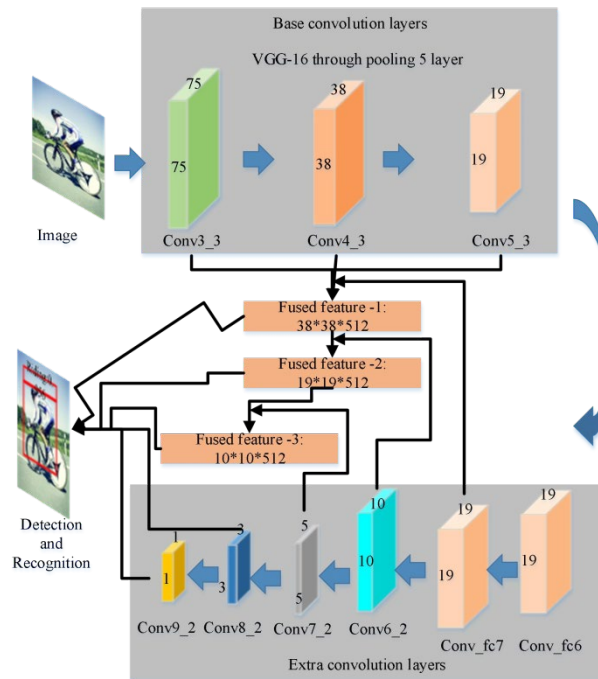 Base convolution layers
VGG-16 through pooling 5 layer
75
38
19
75
38
19
Image
Conv3_3
Conv4_3
Conv5_3
Fused feature -1:
38*38*512
Fused feature -2:
19*19*512
Fused feature -3:
10*10*512
Detection and
Recognition
1
3
5
10
19
19
1
3
5
10
19
19
Conv9_2
Conv8_2
Conv7_2
Conv6_2
Conv_fc7
Conv_fc6
Extra convolution layers